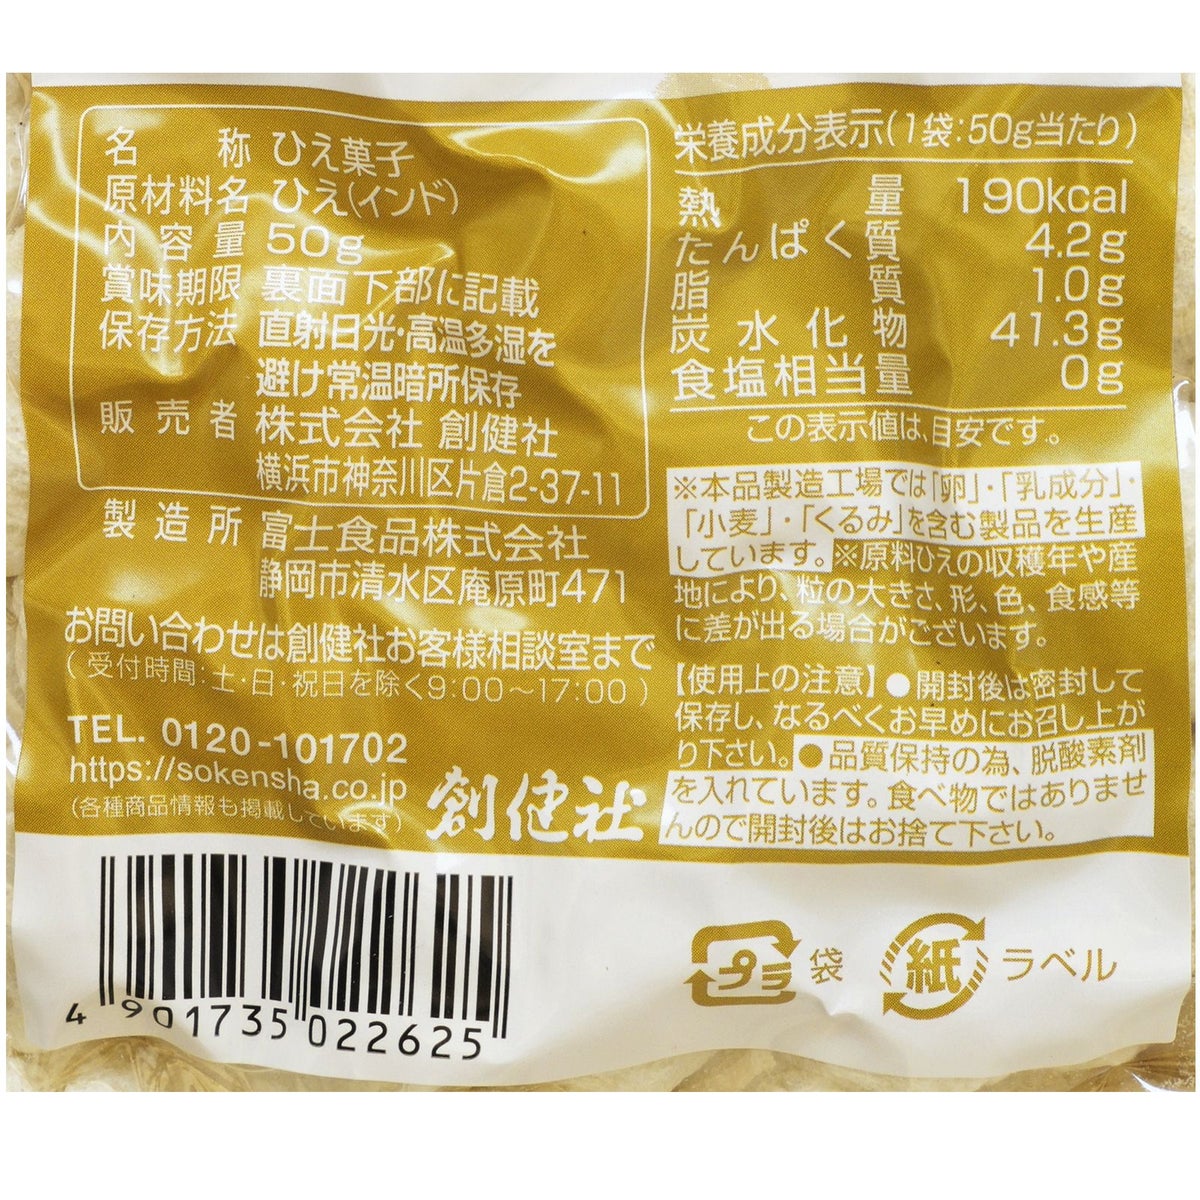 名称 ひえ菓子
原材料名 ひえ(インド)
内容量 50g
賞味期限 裏面下部に記載
保存方法 直射日光・高温多湿を
避け常温暗所保存
販売者 株式会社 創健社
横浜市神奈川区片倉2-37-11
製造所 富士食品株式会社
静岡市清水区庵原町471
お問い合わせは創健社お客様相談室まで
(受付時間:土・日・祝日を除く9:00〜17:00)
TEL. 0120-101702
https://sokensha.co.jp
(各種商品情報も掲載しています)
創健社
4 901735 022625
栄養成分表示(1袋:50g当たり)
熱量 190kcal
たんぱく質 4.2g
脂質 1.0g
炭水化物 41.3g
食塩相当量 0g
この表示値は、目安です。
※本品製造工場では「卵」・「乳成分」・
「小麦」・「くるみ」を含む製品を生産
しています。※原料ひえの収穫年や産
地により、粒の大きさ、形、色、食感等
に差が出る場合がございます。
【使用上の注意】●開封後は密封して
保存し、なるべくお早めにお召し上が
り下さい。●品質保持の為、脱酸素剤
を入れています。食べ物ではありませ
んので開封後はお捨て下さい。
プラ 袋 紙 ラベル